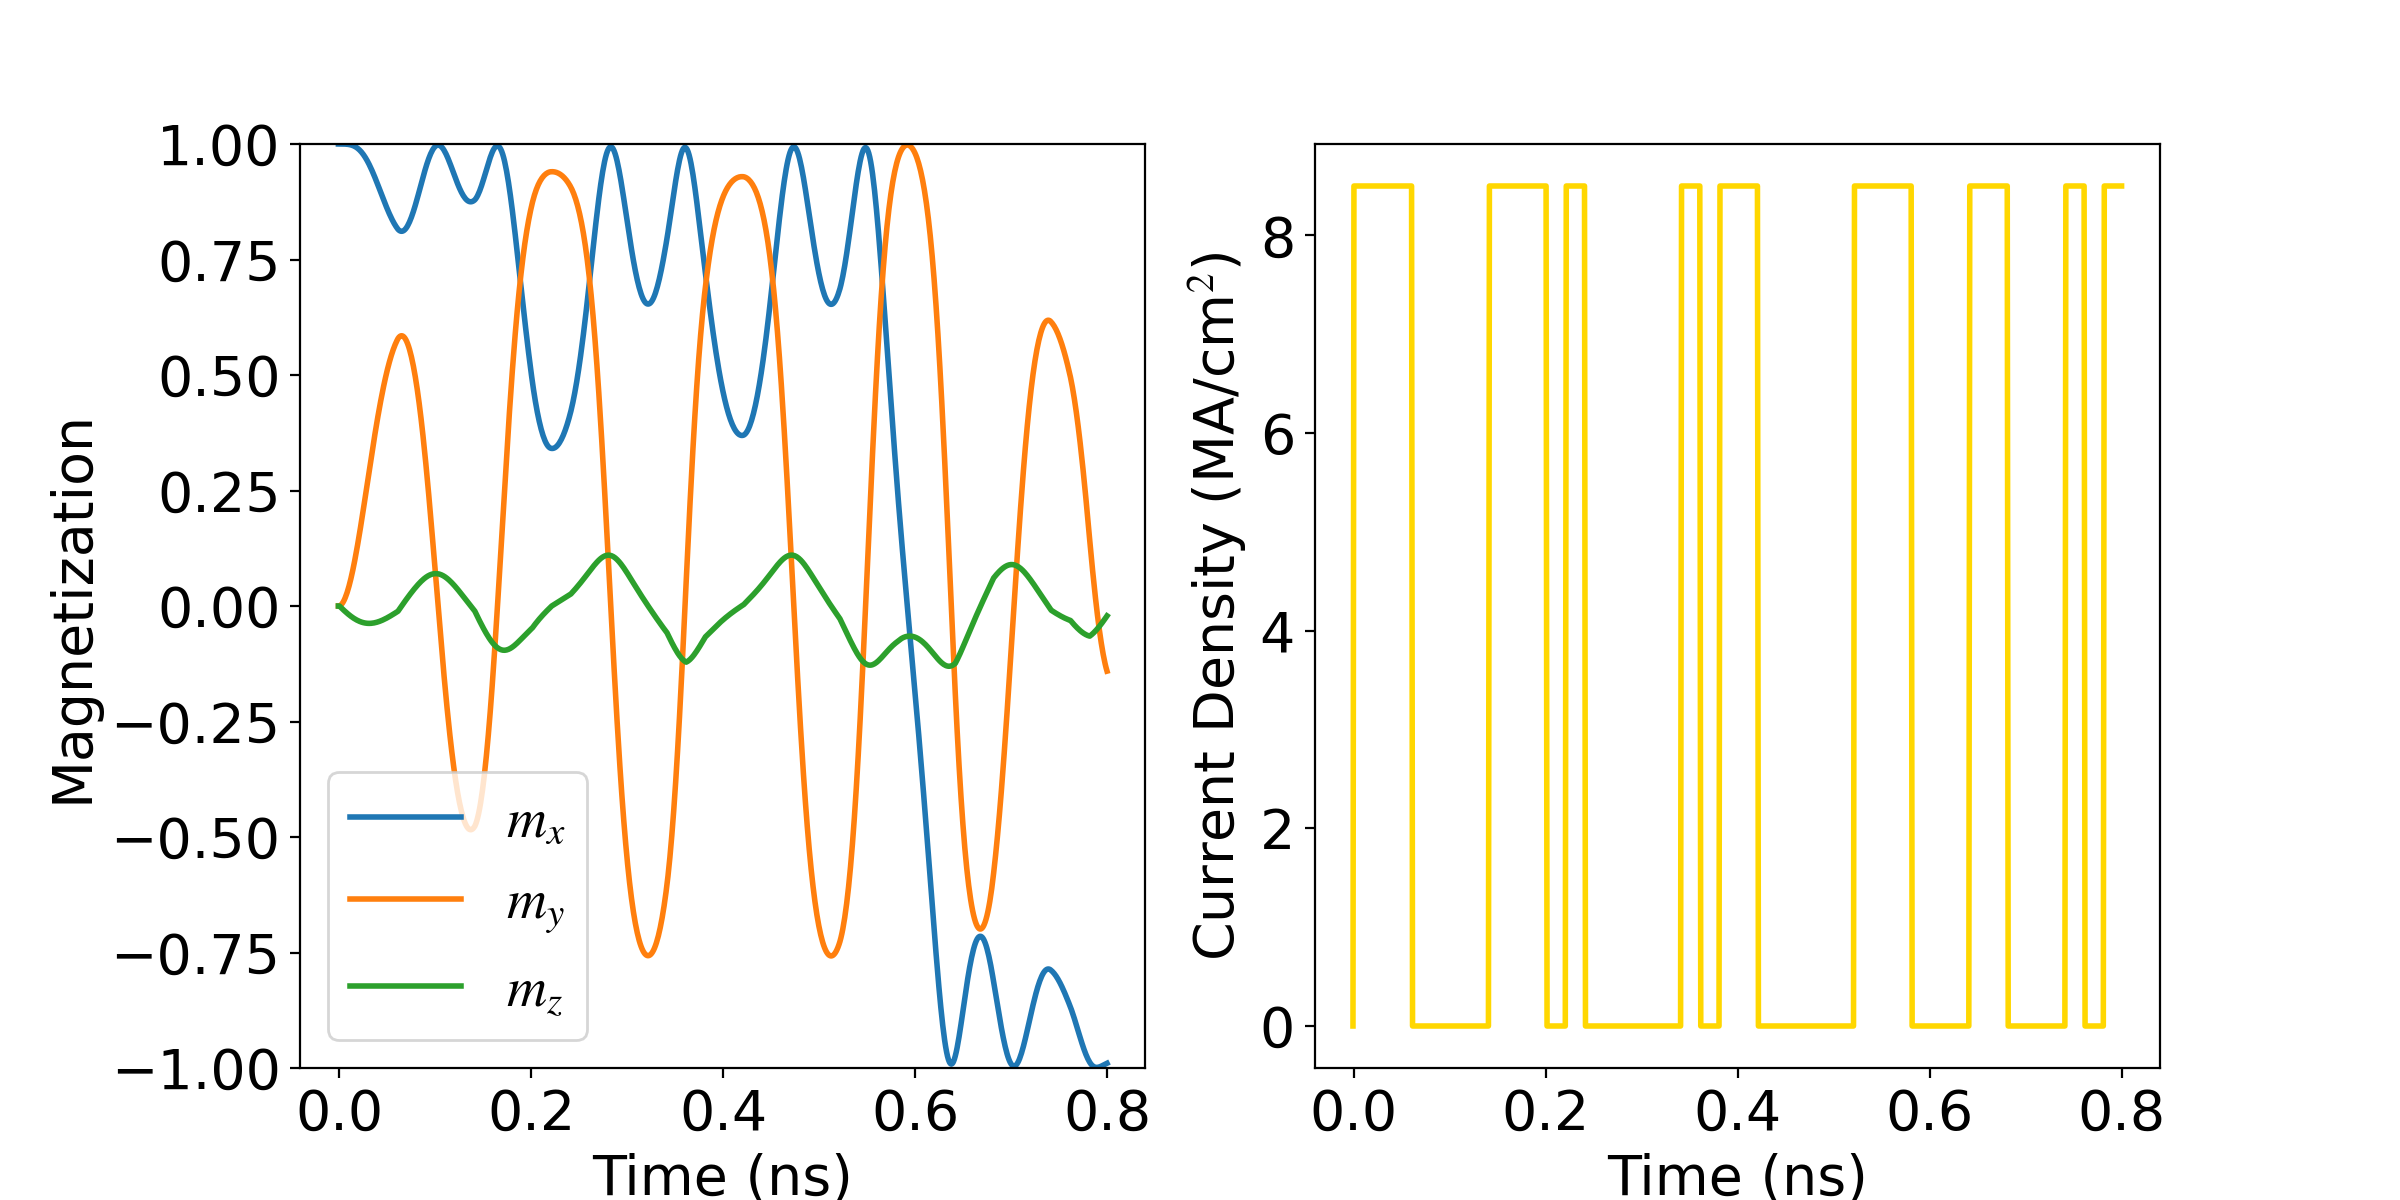 1.00
0.75
0.50
0.25
0.00
−0.25
−0.50
−0.75
−1.00
Magnetization
m_x
m_y
m_z
0.0 0.2 0.4 0.6 0.8
Time (ns)
8
6
4
2
0
Current Density (MA/cm²)
0.0 0.2 0.4 0.6 0.8
Time (ns)